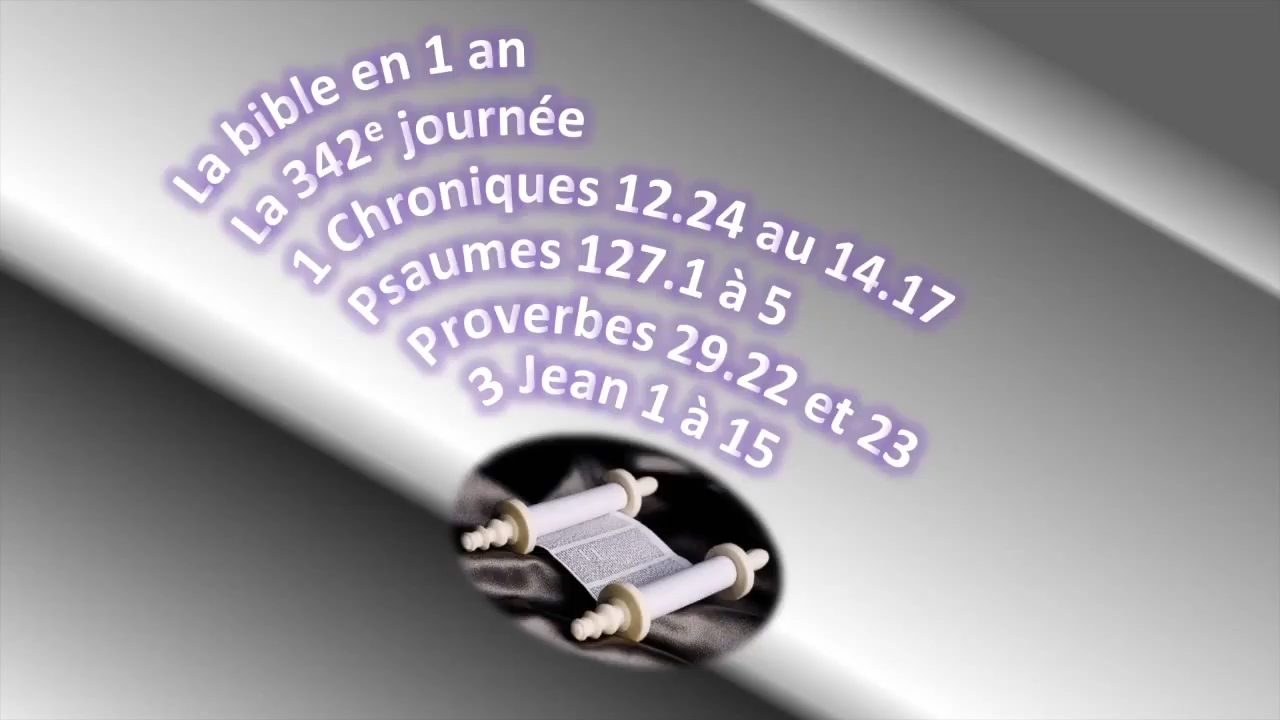 La bible en 1 an
La 342e journée
1 Chroniques 12.24 au 14.17
Psaumes 127.1 à 5
Proverbes 29.22 et 23
3 Jean 1 à 15